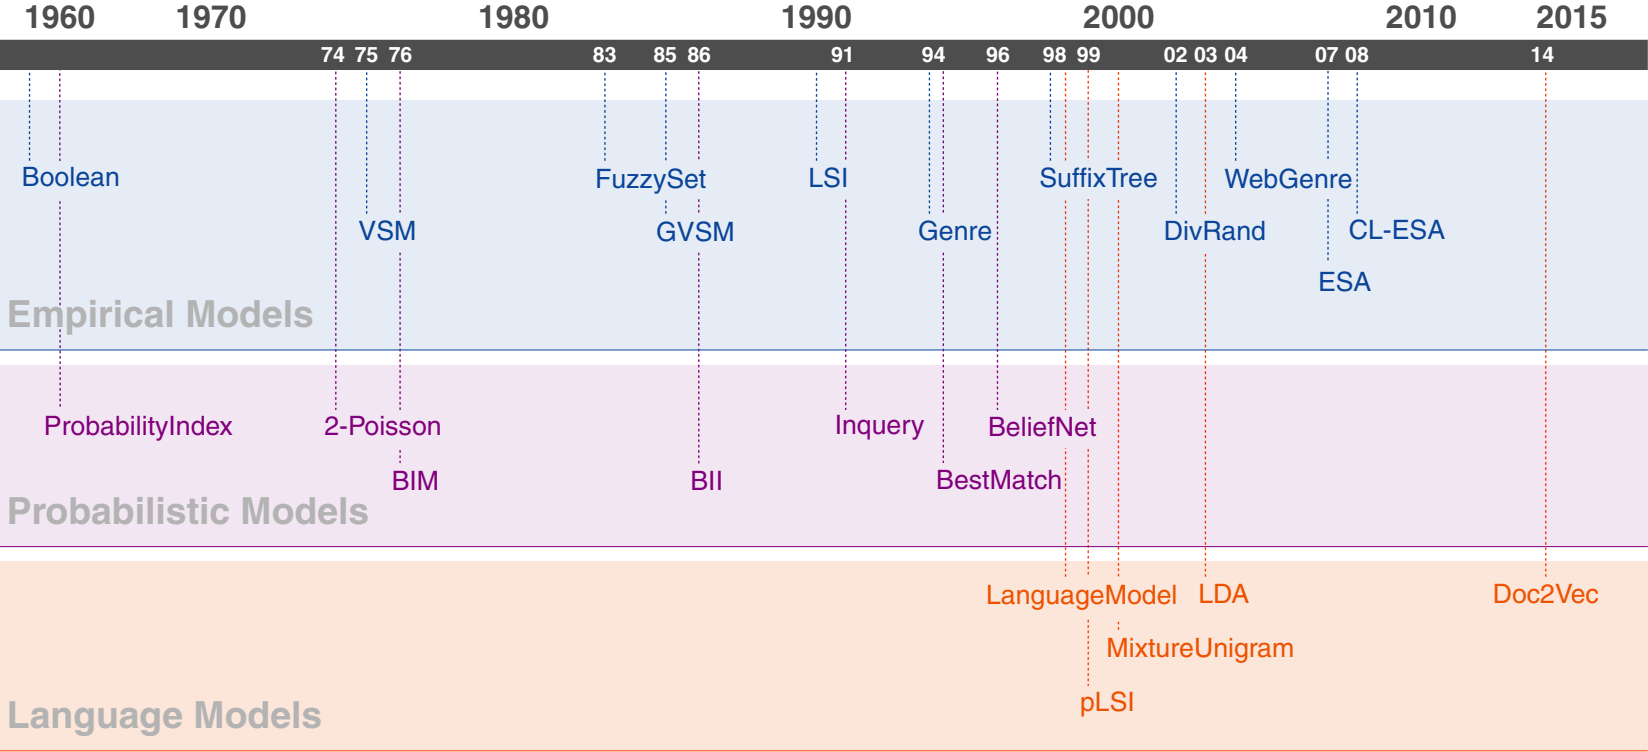 1960 1970 1980 1990 2000 2010 2015
74 75 76 83 85 86 91 94 96 98 99 02 03 04 07 08 14
Boolean FuzzySet LSI SuffixTree WebGenre
VSM GVSM Genre DivRand CL-ESA
ESA
Empirical Models
ProbabilityIndex 2-Poisson Inquery BeliefNet
BIM BII BestMatch
Probabilistic Models
LanguageModel LDA Doc2Vec
MixtureUnigram
pLSI
Language Models